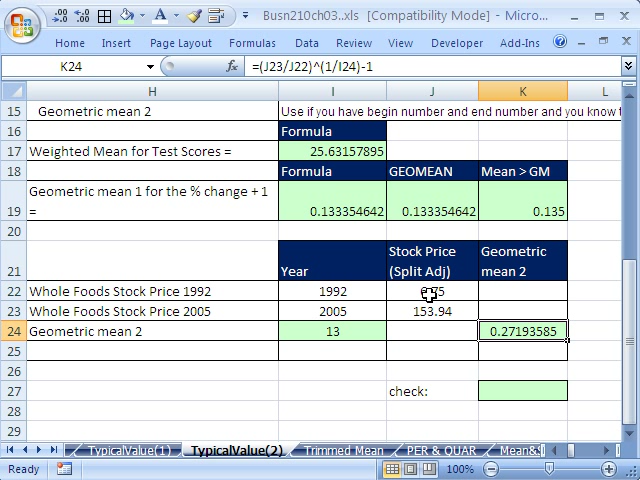 Busn210ch03..xls [Compatibility Mode] - Micro...
Home Insert Page Layout Formulas Data Review View Developer Add-Ins
K24 fx =(J23/J22)^(1/I24)-1
H I J K L
15 Geometric mean 2 Use if you have begin number and end number and you know t
16 Formula
17 Weighted Mean for Test Scores = 25.63157895
18 Formula GEOMEAN Mean > GM
Geometric mean 1 for the % change + 1
19 = 0.133354642 0.133354642 0.135
20
Stock Price Geometric
21 Year (Split Adj) mean 2
22 Whole Foods Stock Price 1992 1992
23 Whole Foods Stock Price 2005 2005 153.94
24 Geometric mean 2 13 0.27193585
25
26
27 check:
28
29
TypicalValue(1) TypicalValue(2) Trimmed Mean PER & QUAR Mean&
Ready 100%